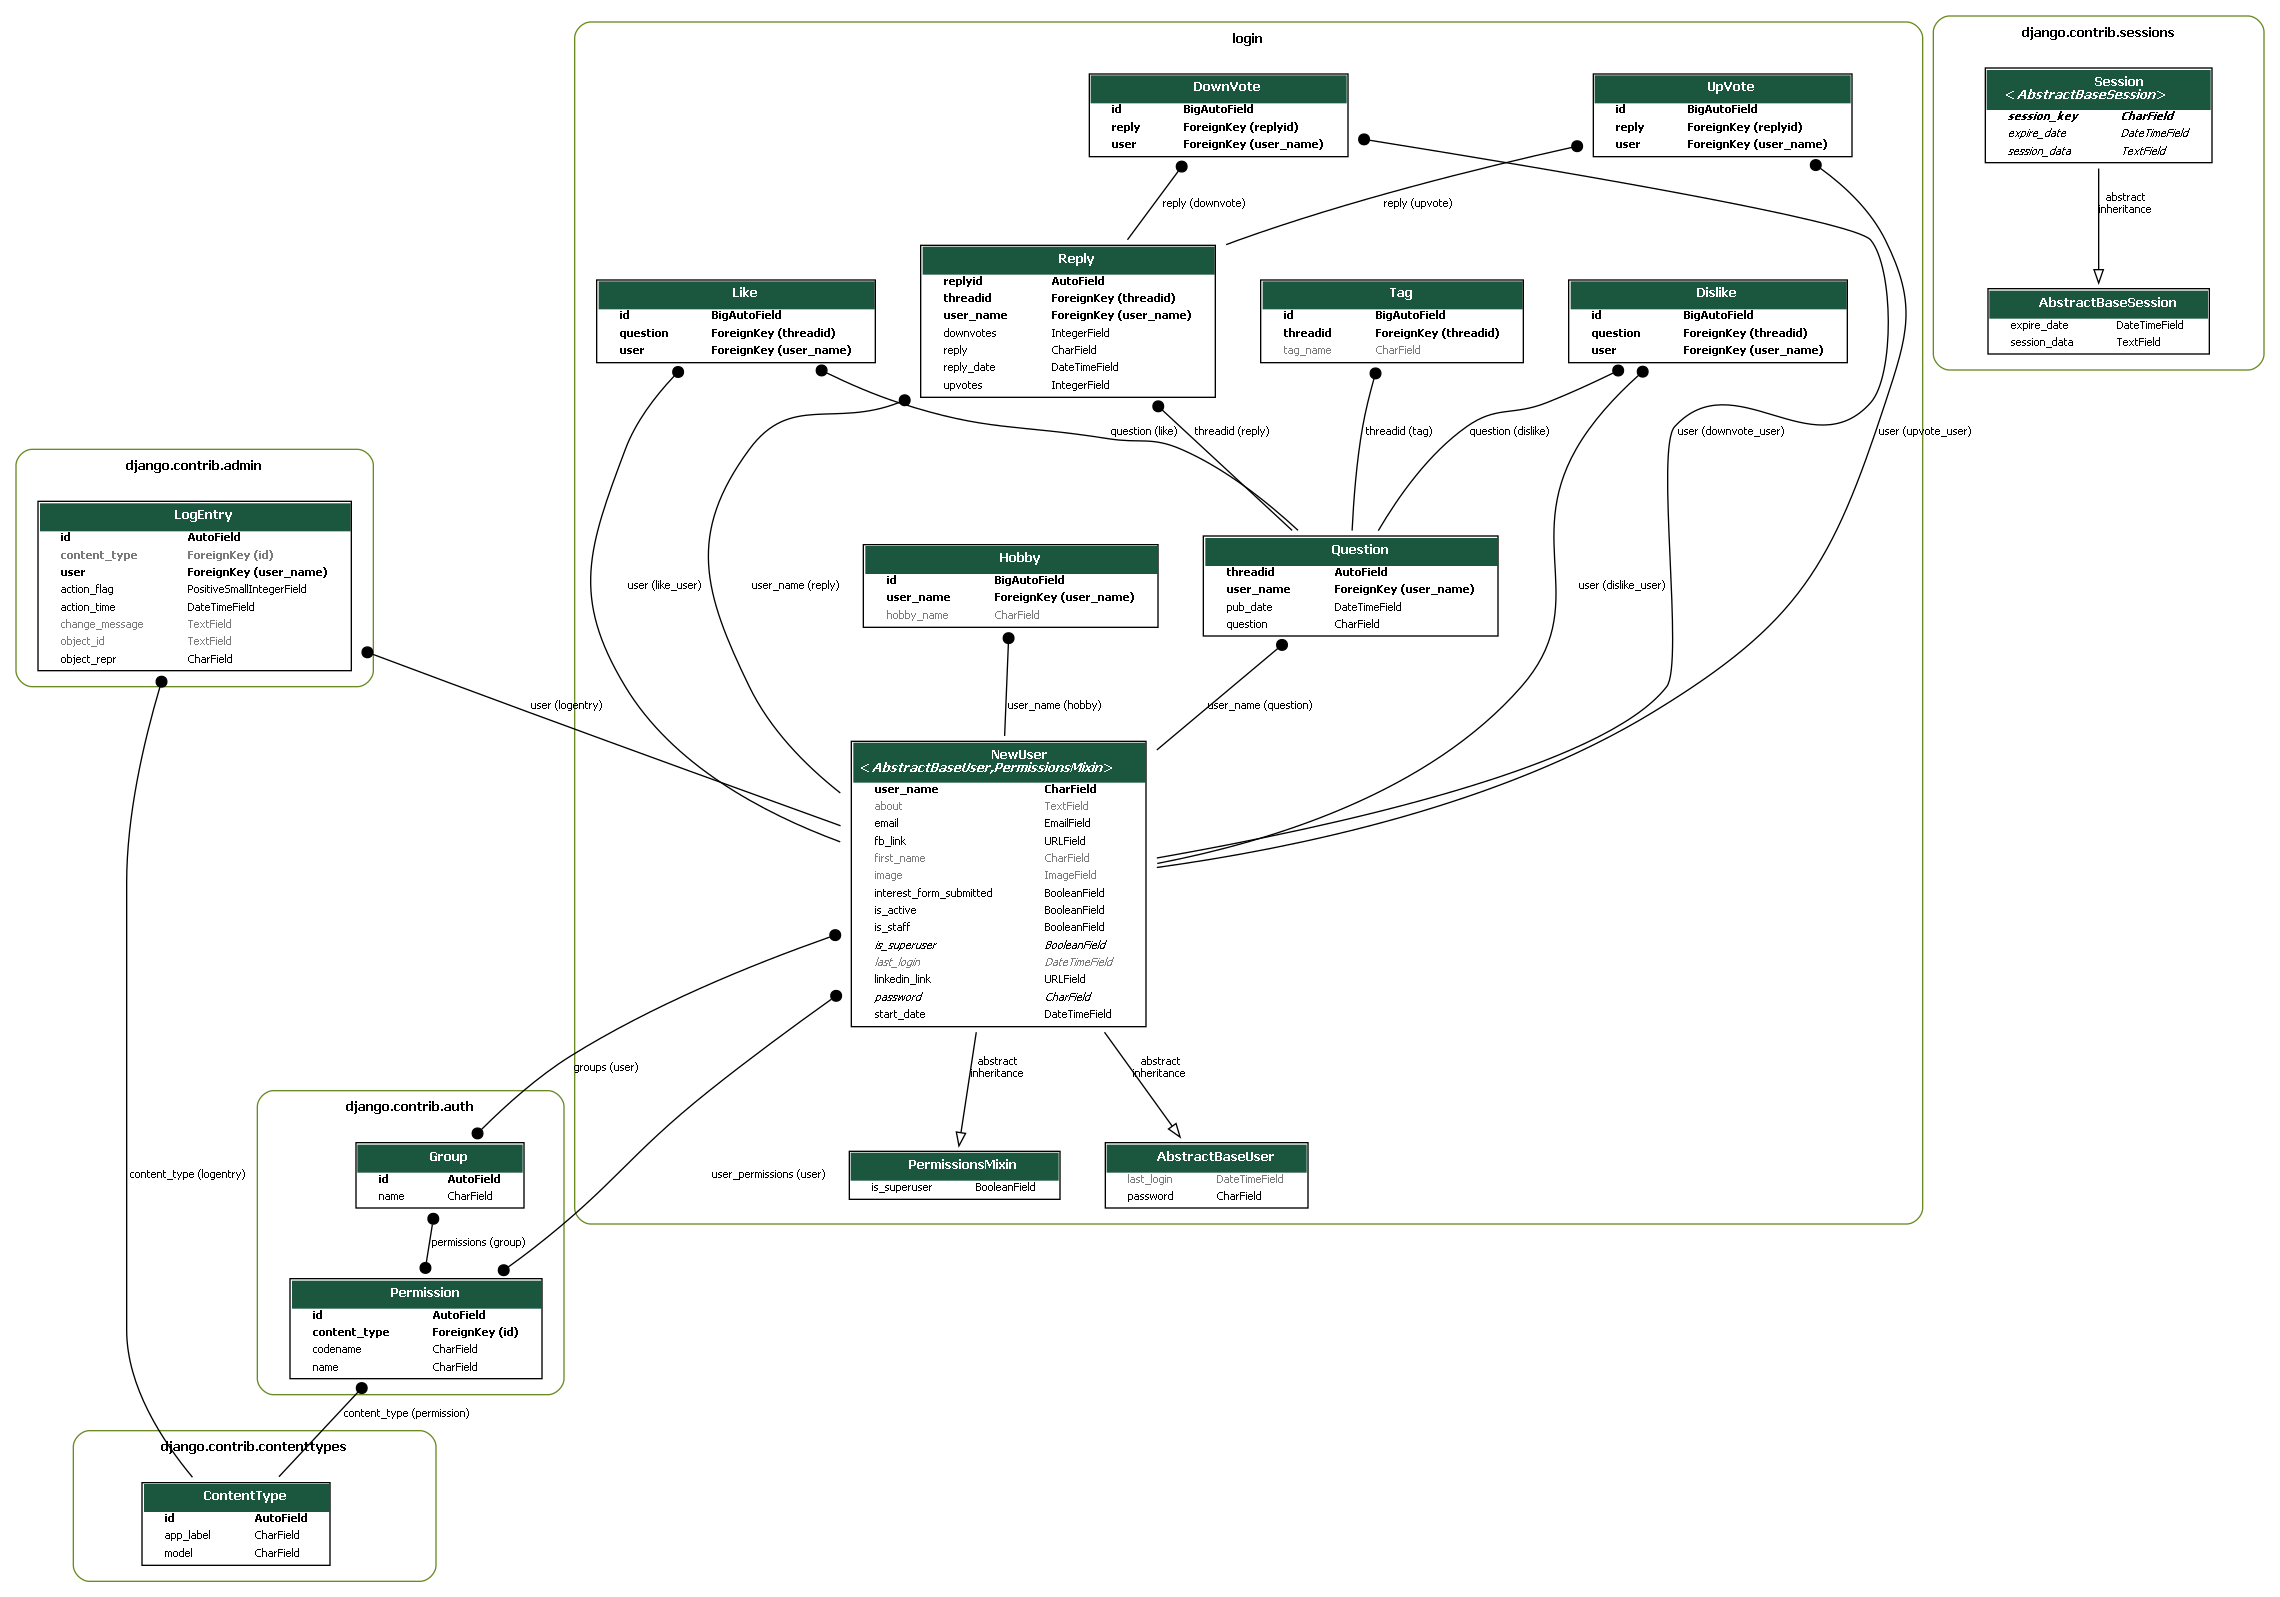 login
DownVote
id BigAutoField
reply ForeignKey (replyid)
user ForeignKey (user_name)
UpVote
id BigAutoField
reply ForeignKey (replyid)
user ForeignKey (user_name)
reply (downvote)
reply (upvote)
Like
id BigAutoField
question ForeignKey (threadid)
user ForeignKey (user_name)
Reply
replyid AutoField
threadid ForeignKey (threadid)
user_name ForeignKey (user_name)
downvotes IntegerField
reply CharField
reply_date DateTimeField
upvotes IntegerField
Tag
id BigAutoField
threadid ForeignKey (threadid)
tag_name CharField
Dislike
id BigAutoField
question ForeignKey (threadid)
user ForeignKey (user_name)
question (like)
threadid (reply)
threadid (tag)
question (dislike)
user (downvote_user)
user (upvote_user)
Hobby
id BigAutoField
user_name ForeignKey (user_name)
hobby_name CharField
Question
threadid AutoField
user_name ForeignKey (user_name)
pub_date DateTimeField
question CharField
user (like_user)
user_name (reply)
user (dislike_user)
user (logentry)
user_name (hobby)
user_name (question)
NewUser
<AbstractBaseUser,PermissionsMixin>
user_name CharField
about TextField
email EmailField
fb_link URLField
first_name CharField
image ImageField
interest_form_submitted BooleanField
is_active BooleanField
is_staff BooleanField
is_superuser BooleanField
last_login DateTimeField
linkedin_link URLField
password CharField
start_date DateTimeField
abstract
inheritance
abstract
inheritance
PermissionsMixin
is_superuser BooleanField
AbstractBaseUser
last_login DateTimeField
password CharField
django.contrib.sessions
Session
<AbstractBaseSession>
session_key CharField
expire_date DateTimeField
session_data TextField
abstract
inheritance
AbstractBaseSession
expire_date DateTimeField
session_data TextField
django.contrib.admin
LogEntry
id AutoField
content_type ForeignKey (id)
user ForeignKey (user_name)
action_flag PositiveSmallIntegerField
action_time DateTimeField
change_message TextField
object_id TextField
object_repr CharField
groups (user)
user_permissions (user)
content_type (logentry)
django.contrib.auth
Group
id AutoField
name CharField
permissions (group)
Permission
id AutoField
content_type ForeignKey (id)
codename CharField
name CharField
content_type (permission)
django.contrib.contenttypes
ContentType
id AutoField
app_label CharField
model CharField